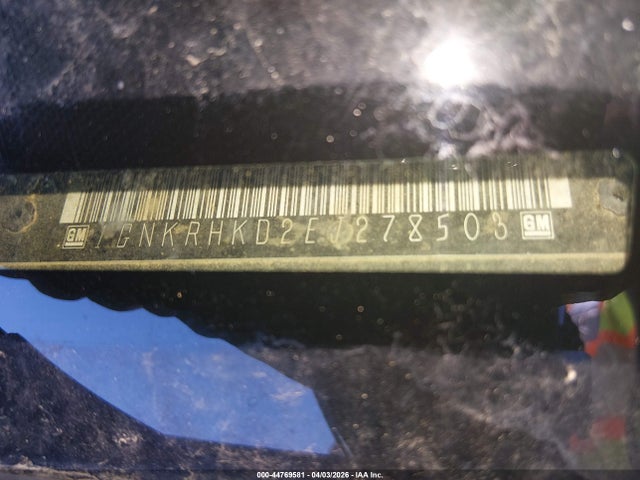 GM 1GNKRHKD2EJ278503 GM
000-44769581 - 04/03/2026 - IAA Inc.